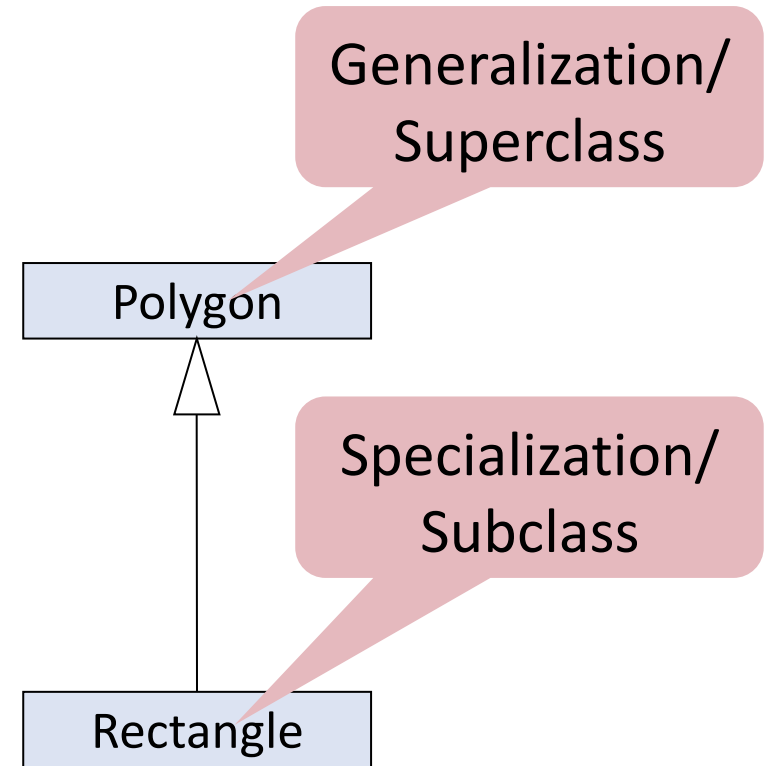 Generalization/
Superclass
Polygon
Specialization/
Subclass
Rectangle